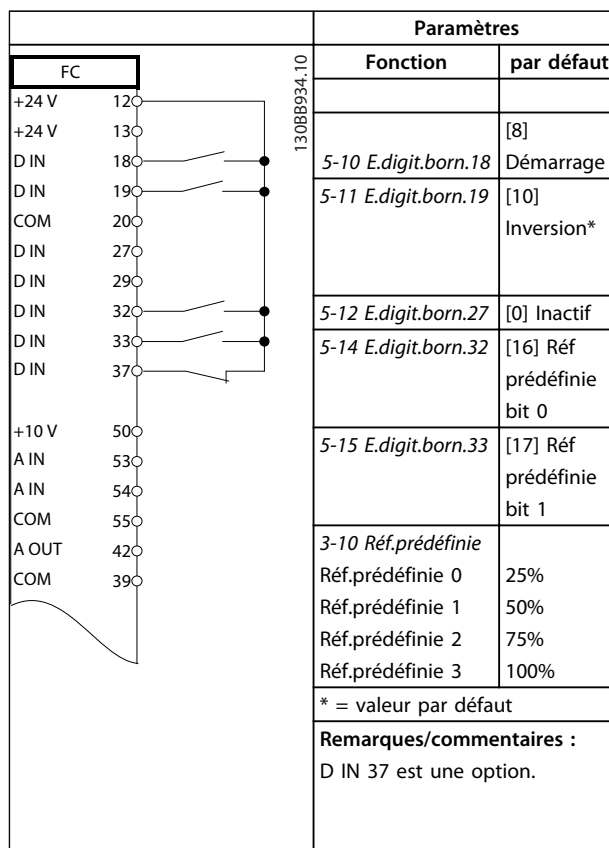 FC
+24 V 12
+24 V 13
D IN 18
D IN 19
COM 20
D IN 27
D IN 29
D IN 32
D IN 33
D IN 37
+10 V 50
A IN 53
A IN 54
COM 55
A OUT 42
COM 39
130BB934.10
Paramètres
Fonction par défaut
[8]
5-10 E.digit.born.18 Démarrage
5-11 E.digit.born.19 [10]
Inversion*
5-12 E.digit.born.27 [0] Inactif
5-14 E.digit.born.32 [16] Réf
prédéfinie
bit 0
5-15 E.digit.born.33 [17] Réf
prédéfinie
bit 1
3-10 Réf.prédéfinie
Réf.prédéfinie 0 25%
Réf.prédéfinie 1 50%
Réf.prédéfinie 2 75%
Réf.prédéfinie 3 100%
* = valeur par défaut
Remarques/commentaires :
D IN 37 est une option.